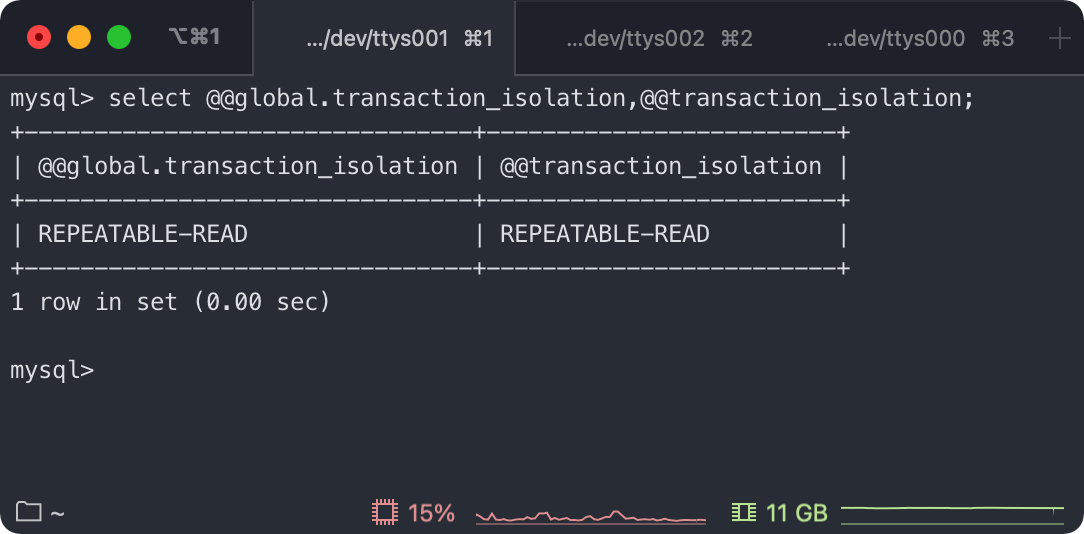 ⌥⌘1 .../dev/ttys001 ⌘1 ...dev/ttys002 ⌘2 ...dev/ttys000 ⌘3 +
mysql> select @@global.transaction_isolation,@@transaction_isolation;
+--------------------------------+-------------------------+
| @@global.transaction_isolation | @@transaction_isolation |
+--------------------------------+-------------------------+
| REPEATABLE-READ                | REPEATABLE-READ         |
+--------------------------------+-------------------------+
1 row in set (0.00 sec)
mysql>
~ 15% 11 GB